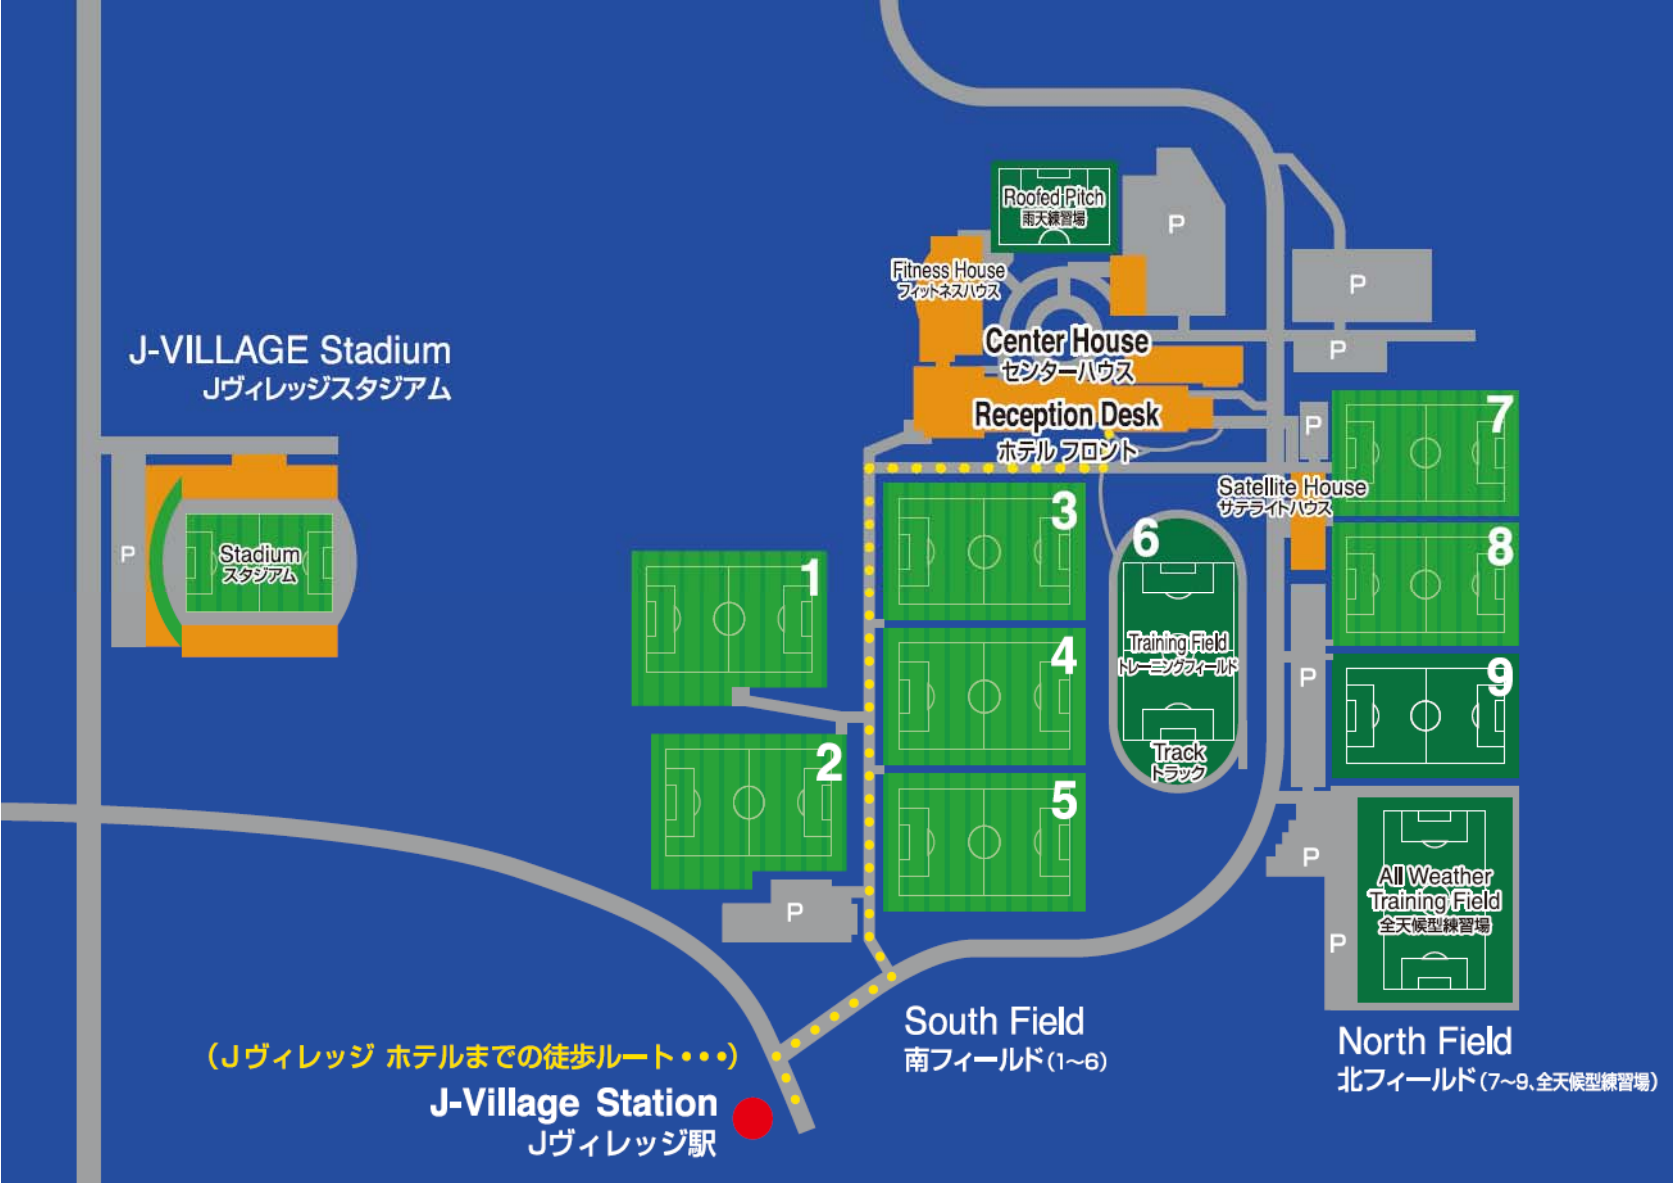 Roofed Pitch
雨天練習場
P
P
Fitness House
フィットネスハウス
Center House
センターハウス
P
J-VILLAGE Stadium
Jヴィレッジスタジアム
Reception Desk
ホテル フロント
P
7
Satellite House
サテライトハウス
3
6
8
P
Stadium
スタジアム
1
4
Training Field
トレーニングフィールド
P
9
2
Track
トラック
5
P
P
All Weather
Training Field
全天候型練習場
P
South Field
南フィールド(1~6)
North Field
北フィールド(7~9、全天候型練習場)
(Jヴィレッジ ホテルまでの徒歩ルート・・・)
J-Village Station
Jヴィレッジ駅